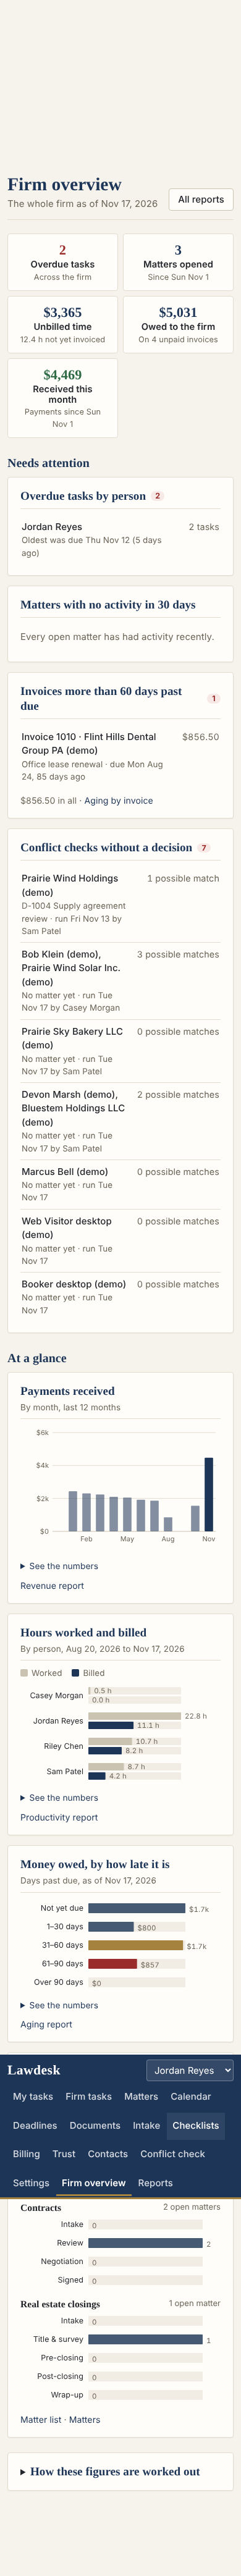 Firm overview
The whole firm as of Nov 17, 2026
All reports
2
Overdue tasks
Across the firm
3
Matters opened
Since Sun Nov 1
$3,365
Unbilled time
12.4 h not yet invoiced
$5,031
Owed to the firm
On 4 unpaid invoices
$4,469
Received this
month
Payments since Sun
Nov 1
Needs attention
Overdue tasks by person 2
Jordan Reyes 2 tasks
Oldest was due Thu Nov 12 (5 days
ago)
Matters with no activity in 30 days
Every open matter has had activity recently.
Invoices more than 60 days past
due 1
Invoice 1010 · Flint Hills Dental $856.50
Group PA (demo)
Office lease renewal · due Mon Aug
24, 85 days ago
$856.50 in all · Aging by invoice
Conflict checks without a decision 7
Prairie Wind Holdings 1 possible match
(demo)
D-1004 Supply agreement
review · run Fri Nov 13 by
Sam Patel
Bob Klein (demo), 3 possible matches
Prairie Wind Solar Inc.
(demo)
No matter yet · run Tue
Nov 17 by Casey Morgan
Prairie Sky Bakery LLC 0 possible matches
(demo)
No matter yet · run Tue
Nov 17 by Sam Patel
Devon Marsh (demo), 2 possible matches
Bluestem Holdings LLC
(demo)
No matter yet · run Tue
Nov 17 by Sam Patel
Marcus Bell (demo) 0 possible matches
No matter yet · run Tue
Nov 17
Web Visitor desktop 0 possible matches
(demo)
No matter yet · run Tue
Nov 17
Booker desktop (demo) 0 possible matches
No matter yet · run Tue
Nov 17
At a glance
Payments received
By month, last 12 months
$6k
$4k
$2k
$0
Feb May Aug Nov
See the numbers
Revenue report
Hours worked and billed
By person, Aug 20, 2026 to Nov 17, 2026
Worked Billed
Casey Morgan 0.5 h
0.0 h
Jordan Reyes 22.8 h
11.1 h
Riley Chen 10.7 h
8.2 h
Sam Patel 8.7 h
4.2 h
See the numbers
Productivity report
Money owed, by how late it is
Days past due, as of Nov 17, 2026
Not yet due $1.7k
1–30 days $800
31–60 days $1.7k
61–90 days $857
Over 90 days $0
See the numbers
Aging report
Lawdesk Jordan Reyes
My tasks Firm tasks Matters Calendar
Deadlines Documents Intake Checklists
Billing Trust Contacts Conflict check
Settings Firm overview Reports
Contracts 2 open matters
Intake 0
Review 2
Negotiation 0
Signed 0
Real estate closings 1 open matter
Intake 0
Title & survey 1
Pre-closing 0
Post-closing 0
Wrap-up 0
Matter list · Matters
How these figures are worked out